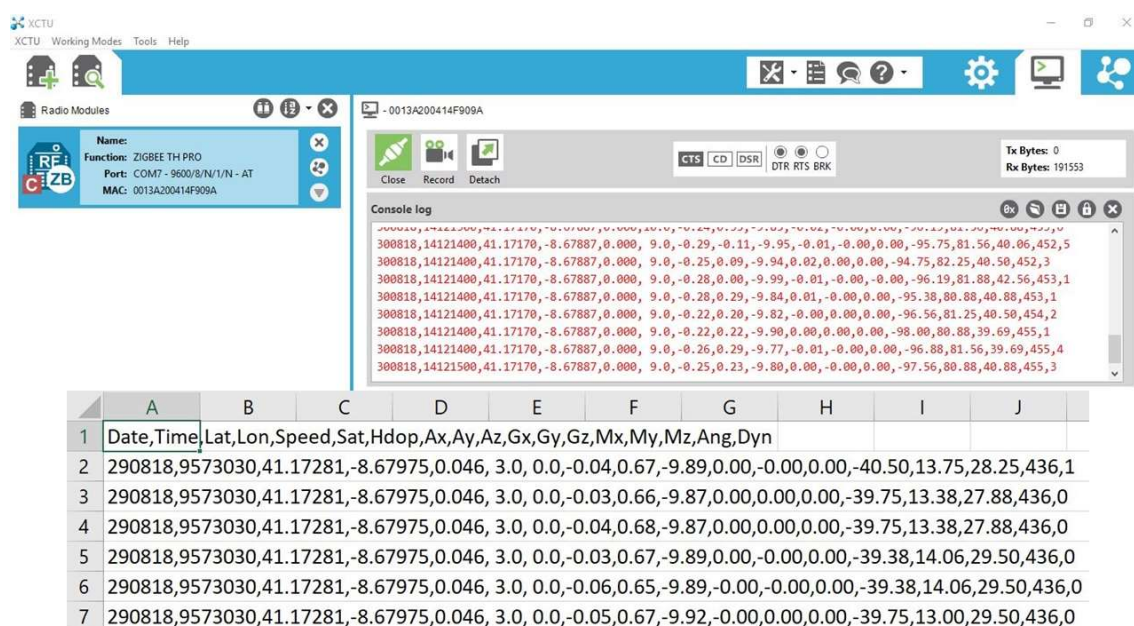 XCTU
XCTU Working Modes Tools Help
Radio Modules
- 0013A200414F909A
Name:
Function: ZIGBEE TH PRO
Port: COM7 - 9600/8/N/1/N - AT
MAC: 0013A200414F909A
RF
C ZB
Close Record Detach
CTS CD DSR DTR RTS BRK
Tx Bytes: 0
Rx Bytes: 191553
Console log
300818,14121400,41.17170,-8.67887,0.000, 9.0,-0.29,-0.11,-9.95,-0.01,-0.00,0.00,-95.75,81.56,40.06,452,5
300818,14121400,41.17170,-8.67887,0.000, 9.0,-0.25,0.09,-9.94,0.02,0.00,0.00,-94.75,82.25,40.50,452,3
300818,14121400,41.17170,-8.67887,0.000, 9.0,-0.28,0.00,-9.99,-0.01,-0.00,-0.00,-96.19,81.88,42.56,453,1
300818,14121400,41.17170,-8.67887,0.000, 9.0,-0.28,0.29,-9.84,0.01,-0.00,0.00,-95.38,80.88,40.88,453,1
300818,14121400,41.17170,-8.67887,0.000, 9.0,-0.22,0.20,-9.82,-0.00,0.00,0.00,-96.56,81.25,40.50,454,2
300818,14121400,41.17170,-8.67887,0.000, 9.0,-0.22,0.22,-9.90,0.00,0.00,0.00,-98.00,80.88,39.69,455,1
300818,14121400,41.17170,-8.67887,0.000, 9.0,-0.26,0.29,-9.77,-0.01,-0.00,0.00,-96.88,81.56,39.69,455,4
300818,14121500,41.17170,-8.67887,0.000, 9.0,-0.25,0.23,-9.80,0.00,-0.00,0.00,-97.56,80.88,40.88,455,3
A B C D E F G H I J
1 Date,Time,Lat,Lon,Speed,Sat,Hdop,Ax,Ay,Az,Gx,Gy,Gz,Mx,My,Mz,Ang,Dyn
2 290818,9573030,41.17281,-8.67975,0.046, 3.0, 0.0,-0.04,0.67,-9.89,0.00,-0.00,0.00,-40.50,13.75,28.25,436,1
3 290818,9573030,41.17281,-8.67975,0.046, 3.0, 0.0,-0.03,0.66,-9.87,0.00,0.00,0.00,-39.75,13.38,27.88,436,0
4 290818,9573030,41.17281,-8.67975,0.046, 3.0, 0.0,-0.04,0.68,-9.87,0.00,0.00,0.00,-39.75,13.38,27.88,436,0
5 290818,9573030,41.17281,-8.67975,0.046, 3.0, 0.0,-0.03,0.67,-9.89,0.00,-0.00,0.00,-39.38,14.06,29.50,436,0
6 290818,9573030,41.17281,-8.67975,0.046, 3.0, 0.0,-0.06,0.65,-9.89,-0.00,-0.00,0.00,-39.38,14.06,29.50,436,0
7 290818,9573030,41.17281,-8.67975,0.046, 3.0, 0.0,-0.05,0.67,-9.92,-0.00,0.00,0.00,-39.75,13.00,29.50,436,0